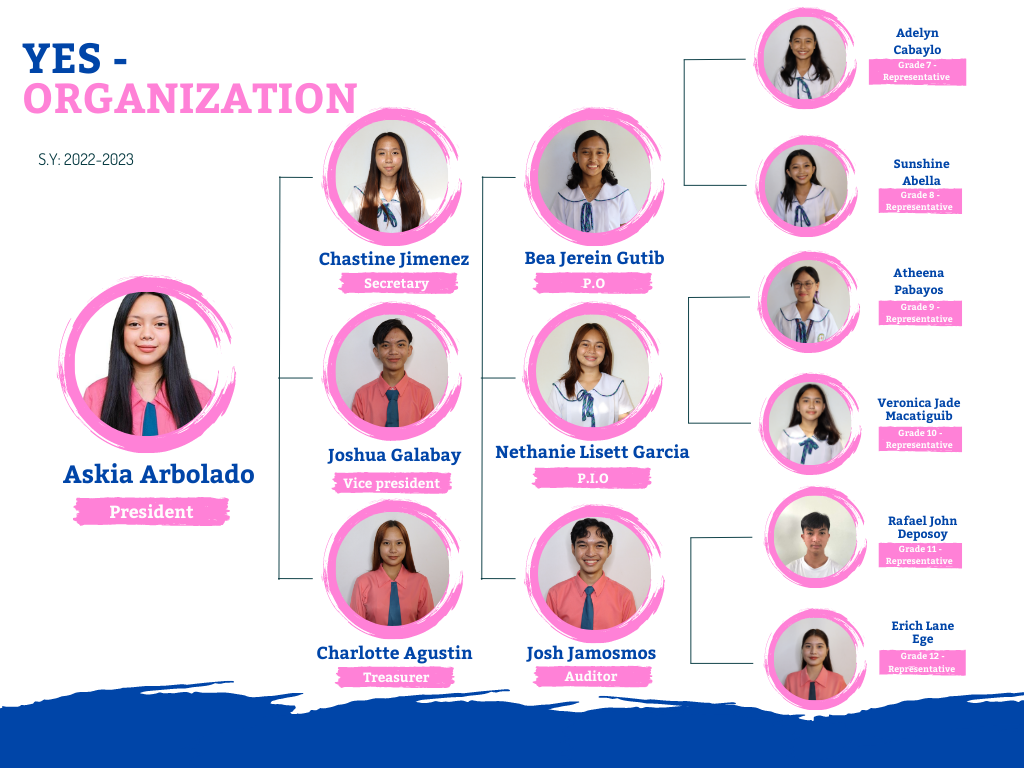 YES -
ORGANIZATION
S.Y: 2022-2023
Askia Arbolado
President
Chastine Jimenez
Secretary
Joshua Galabay
Vice president
Charlotte Agustin
Treasurer
Bea Jerein Gutib
P.O
Nethanie Lisett Garcia
P.I.O
Josh Jamosmos
Auditor
Adelyn
Cabaylo
Grade 7 -
Representative
Sunshine
Abella
Grade 8 -
Representative
Atheena
Pabayos
Grade 9 -
Representative
Veronica Jade
Macatiguib
Grade 10 -
Representative
Rafael John
Deposoy
Grade 11 -
Representative
Erich Lane
Ege
Grade 12 -
Representative